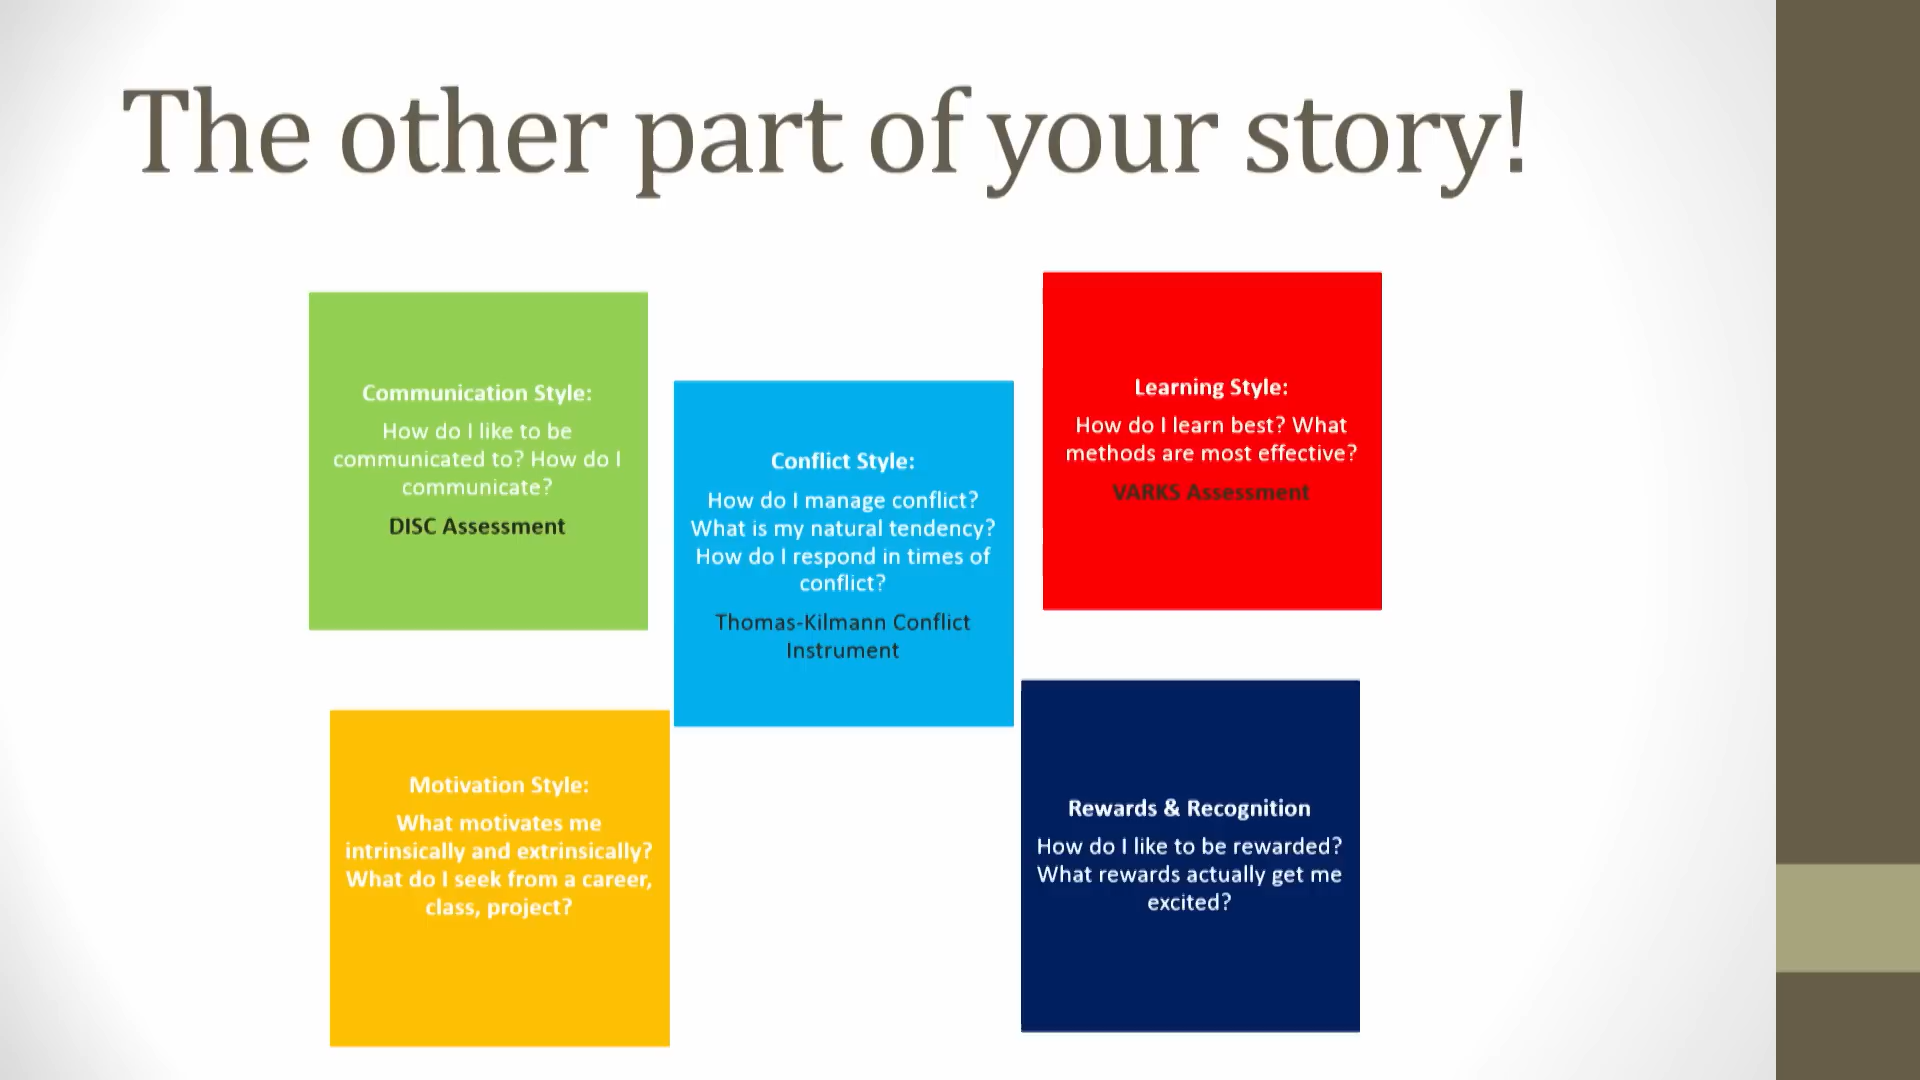 The other part of your story!
Communication Style:
How do I like to be
communicated to? How do I
communicate?
DISC Assessment
Conflict Style:
How do I manage conflict?
What is my natural tendency?
How do I respond in times of
conflict?
Thomas-Kilmann Conflict
Instrument
Learning Style:
How do I learn best? What
methods are most effective?
VARKS Assessment
Motivation Style:
What motivates me
intrinsically and extrinsically?
What do I seek from a career,
class, project?
Rewards & Recognition
How do I like to be rewarded?
What rewards actually get me
excited?